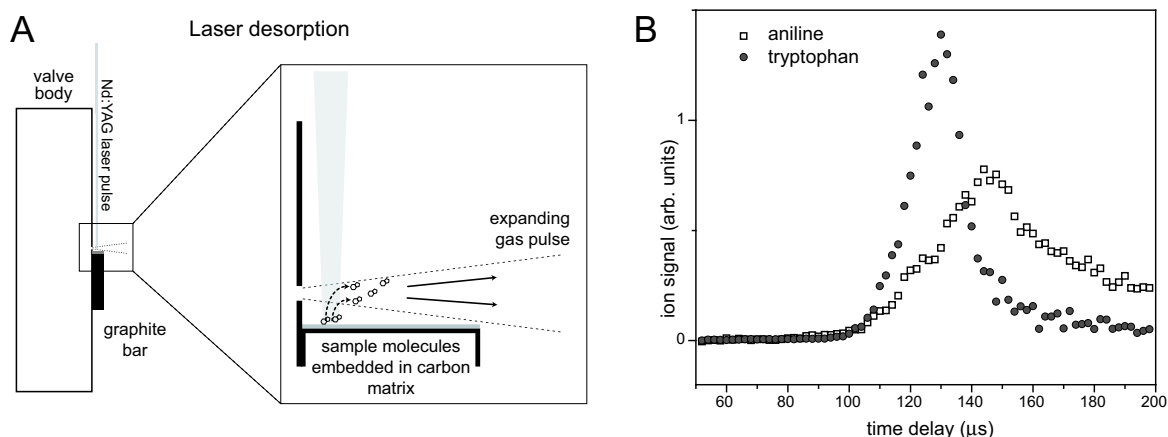 A
Laser desorption
valve
body
Nd:YAG laser pulse
graphite
bar
expanding
gas pulse
sample molecules
embedded in carbon
matrix
B
aniline
tryptophan
ion signal (arb. units)
1
0
60
80
100
120
140
160
180
200
time delay (μs)